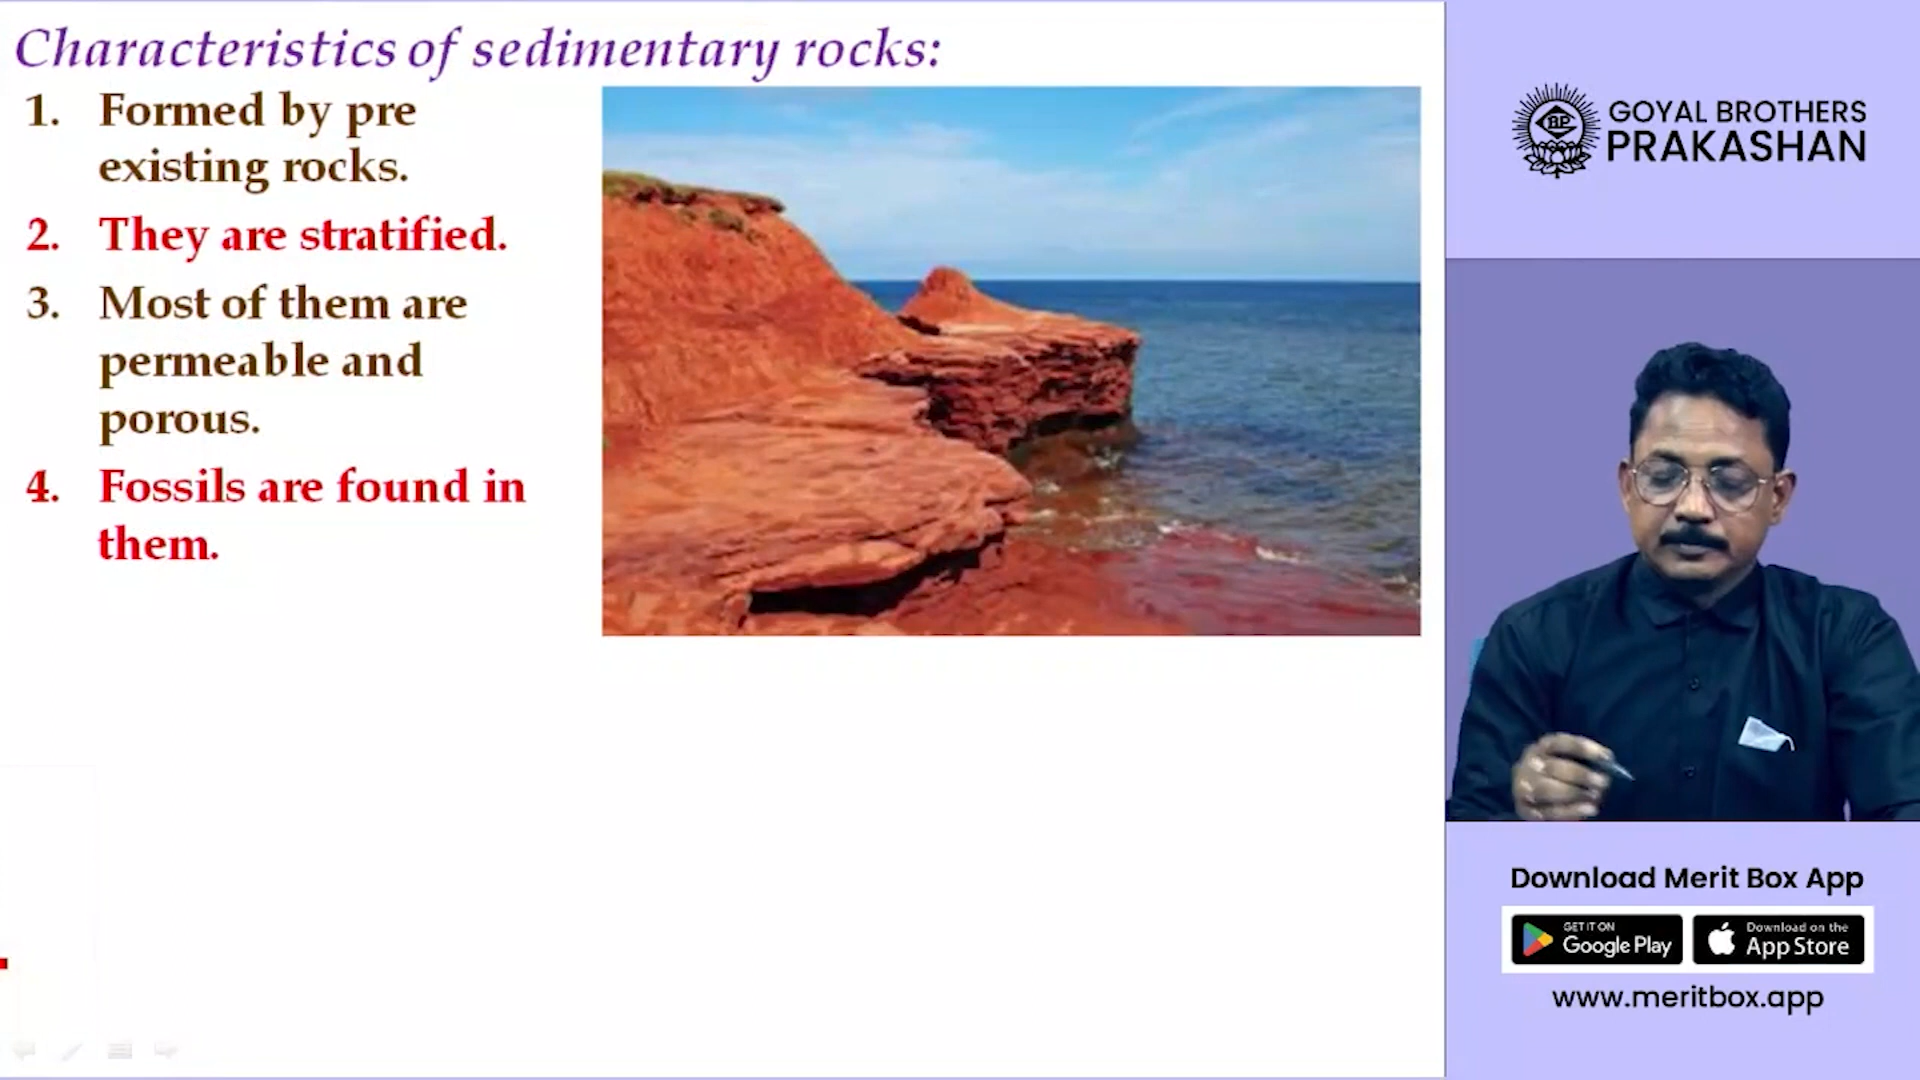 Characteristics of sedimentary rocks:
1. Formed by pre
existing rocks.
2. They are stratified.
3. Most of them are
permeable and
porous.
4. Fossils are found in
them.
BP
GOYAL BROTHERS
PRAKASHAN
Download Merit Box App
GET IT ON
Google Play
Download on the
App Store
www.meritbox.app